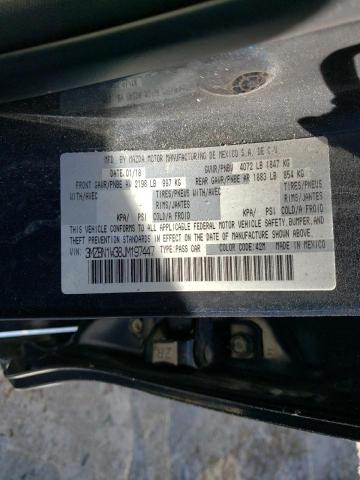 MFD BY MAZDA MOTOR MANUFACTURING DE MEXICO S.A. DE C.V.
DATE 01/18 GVWR/PNBV 4072 LB 1847 KG
FRONT GAWR/PNBE AV 2198 LB 997 KG REAR GAWR/PNBE AR 1883 LB 854 KG
WITH/AVEC TIRES/PNEUS WITH/AVEC TIRES/PNEUS
RIMS/JANTES RIMS/JANTES
KPA/ PSI COLD/A FROID KPA/ PSI COLD/A FROID
THIS VEHICLE CONFORMS TO ALL APPLICABLE FEDERAL MOTOR VEHICLE SAFETY, BUMPER, AND
THEFT PREVENTION STANDARDS IN EFFECT ON THE DATE OF MANUFACTURE SHOWN ABOVE.
VIN: 3MZBN1W38JM197447 TYPE PASS CAR COLOR CODE: 42M MADE IN MEXICO